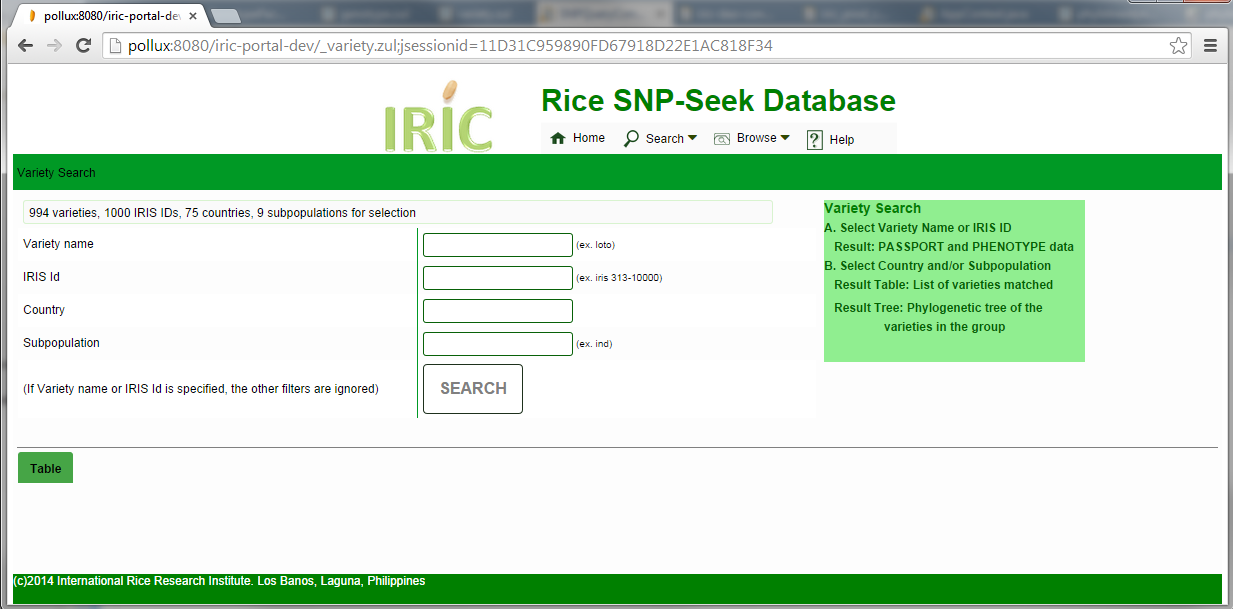 pollux:8080/iric-portal-de
pollux:8080/iric-portal-dev/_variety.zul;jsessionid=11D31C959890FD67918D22E1AC818F34
IRIC
Rice SNP-Seek Database
Home Search Browse ? Help
Variety Search
994 varieties, 1000 IRIS IDs, 75 countries, 9 subpopulations for selection
Variety name (ex. loto)
IRIS Id (ex. iris 313-10000)
Country
Subpopulation (ex. ind)
(If Variety name or IRIS Id is specified, the other filters are ignored) SEARCH
Variety Search
A. Select Variety Name or IRIS ID
Result: PASSPORT and PHENOTYPE data
B. Select Country and/or Subpopulation
Result Table: List of varieties matched
Result Tree: Phylogenetic tree of the
varieties in the group
Table
(c)2014 International Rice Research Institute. Los Banos, Laguna, Philippines